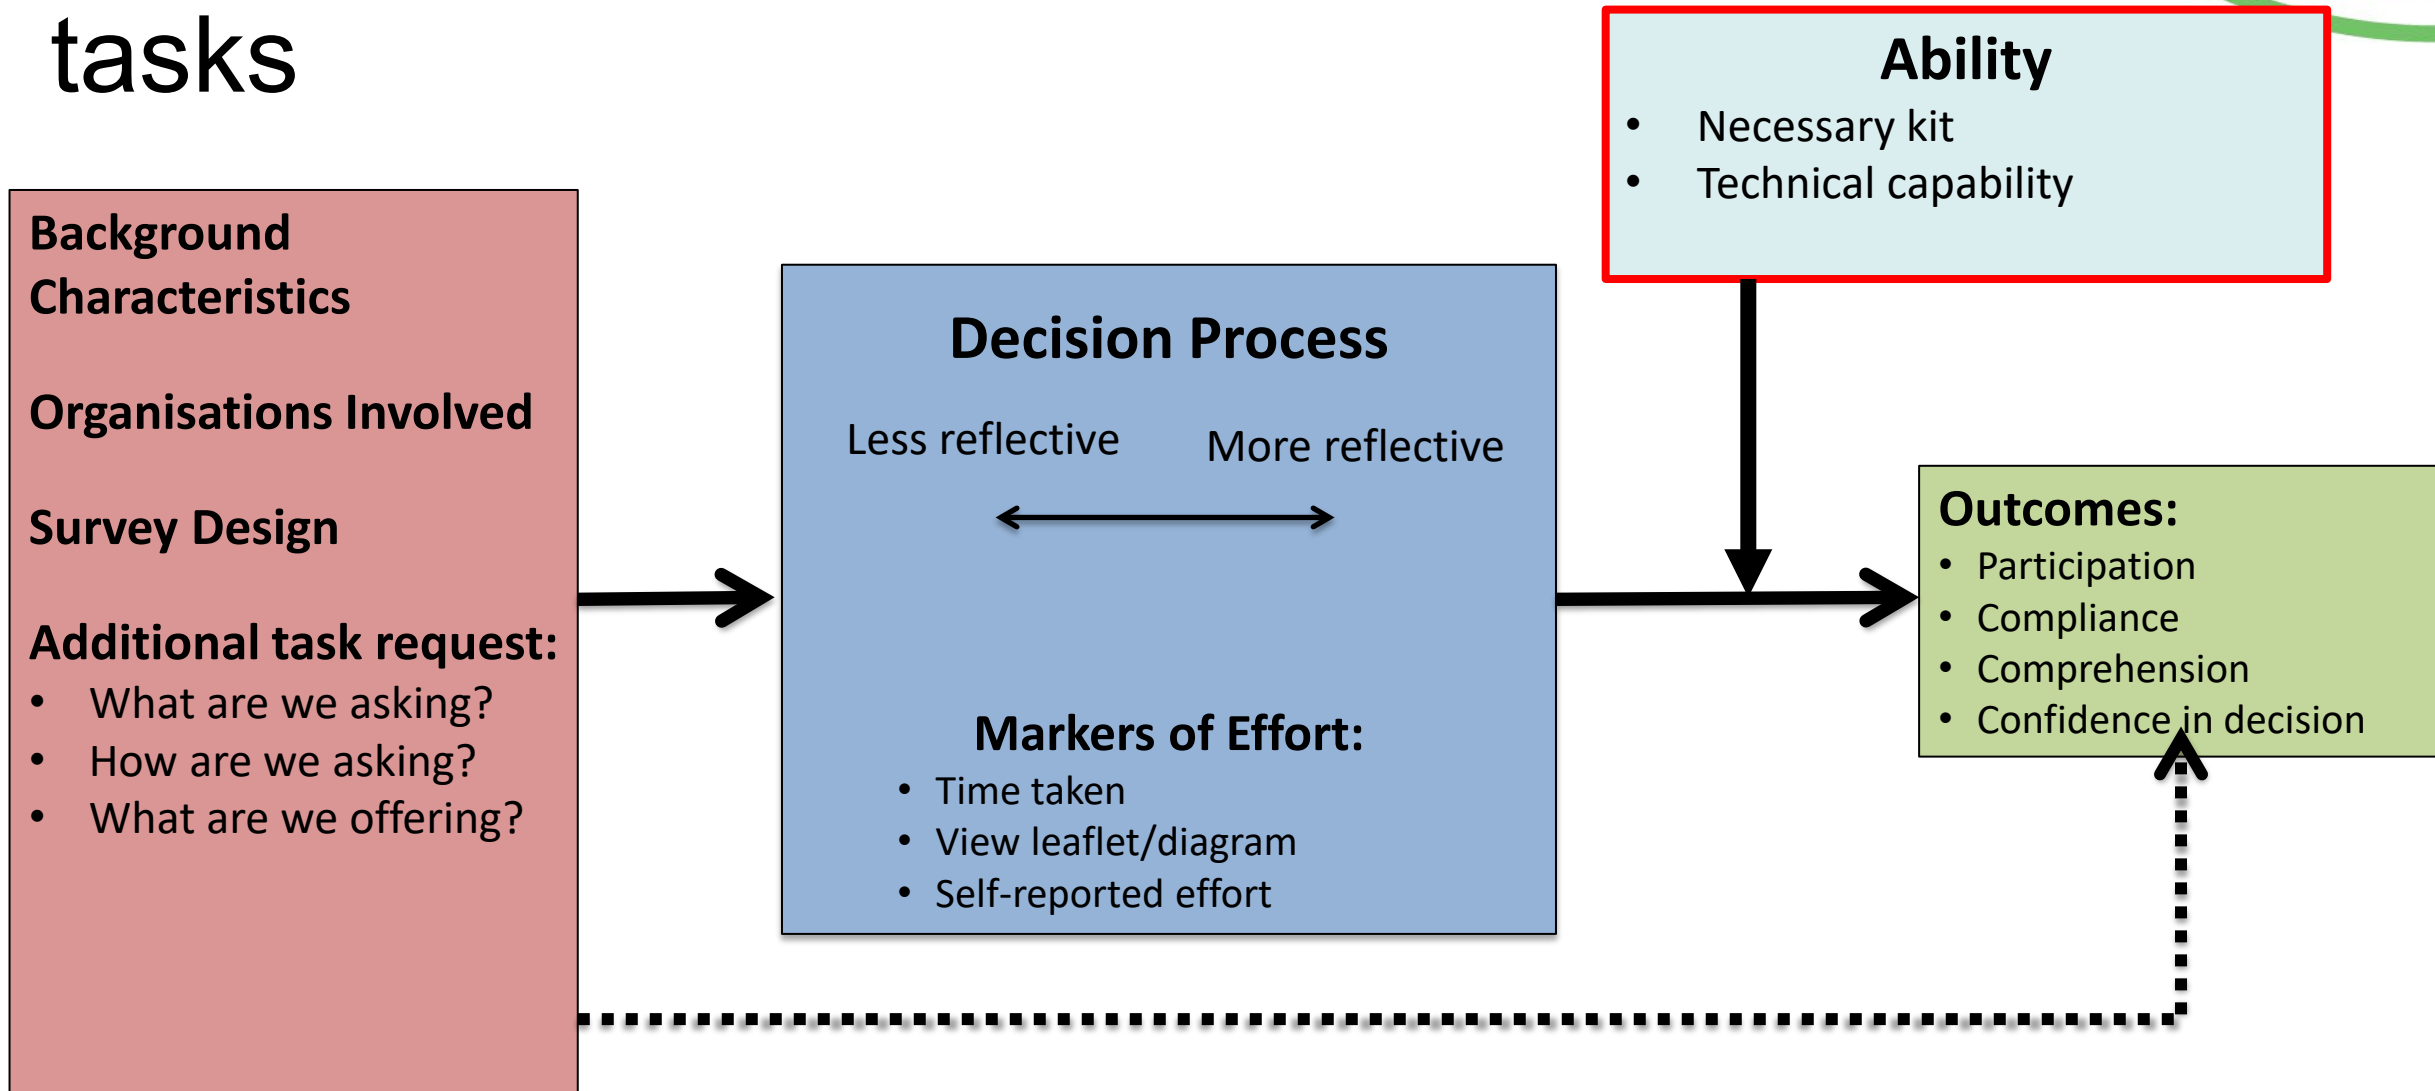 tasks
Background
Characteristics
Organisations Involved
Survey Design
Additional task request:
• What are we asking?
• How are we asking?
• What are we offering?
Decision Process
Less reflective
More reflective
Markers of Effort:
• Time taken
• View leaflet/diagram
• Self-reported effort
Ability
• Necessary kit
• Technical capability
Outcomes:
• Participation
• Compliance
• Comprehension
• Confidence in decision